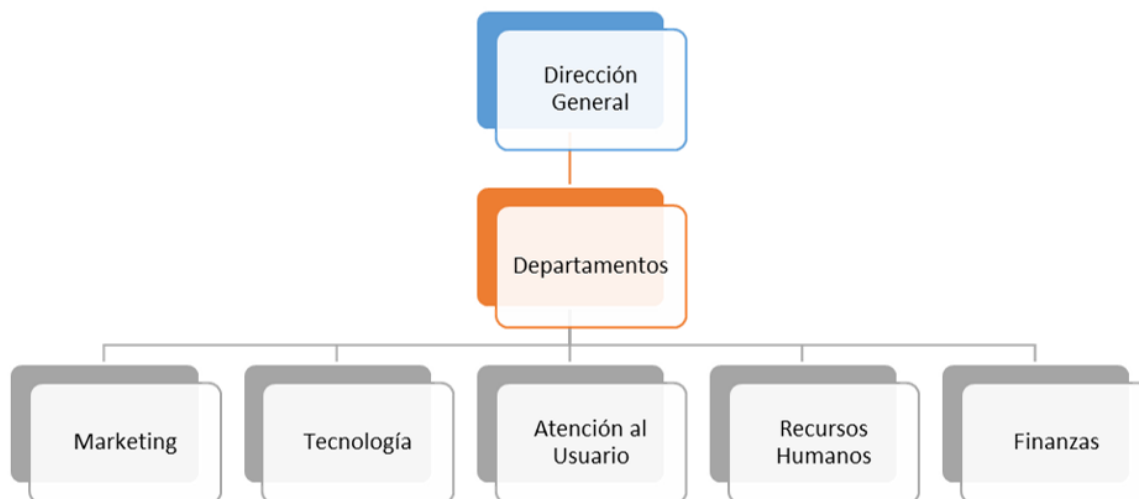 Dirección
General
Departamentos
Marketing
Tecnología
Atención al
Usuario
Recursos
Humanos
Finanzas